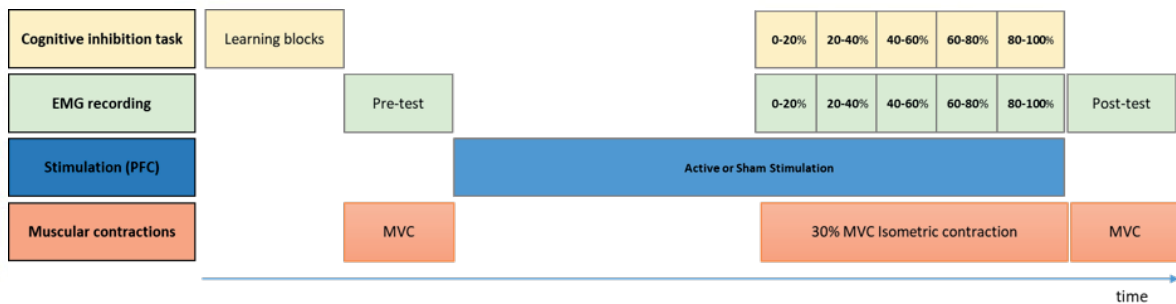 Cognitive inhibition task
Learning blocks
0-20%
20-40%
40-60%
60-80%
80-100%
EMG recording
Pre-test
0-20%
20-40%
40-60%
60-80%
80-100%
Post-test
Stimulation (PFC)
Active or Sham Stimulation
Muscular contractions
MVC
30% MVC Isometric contraction
MVC
time